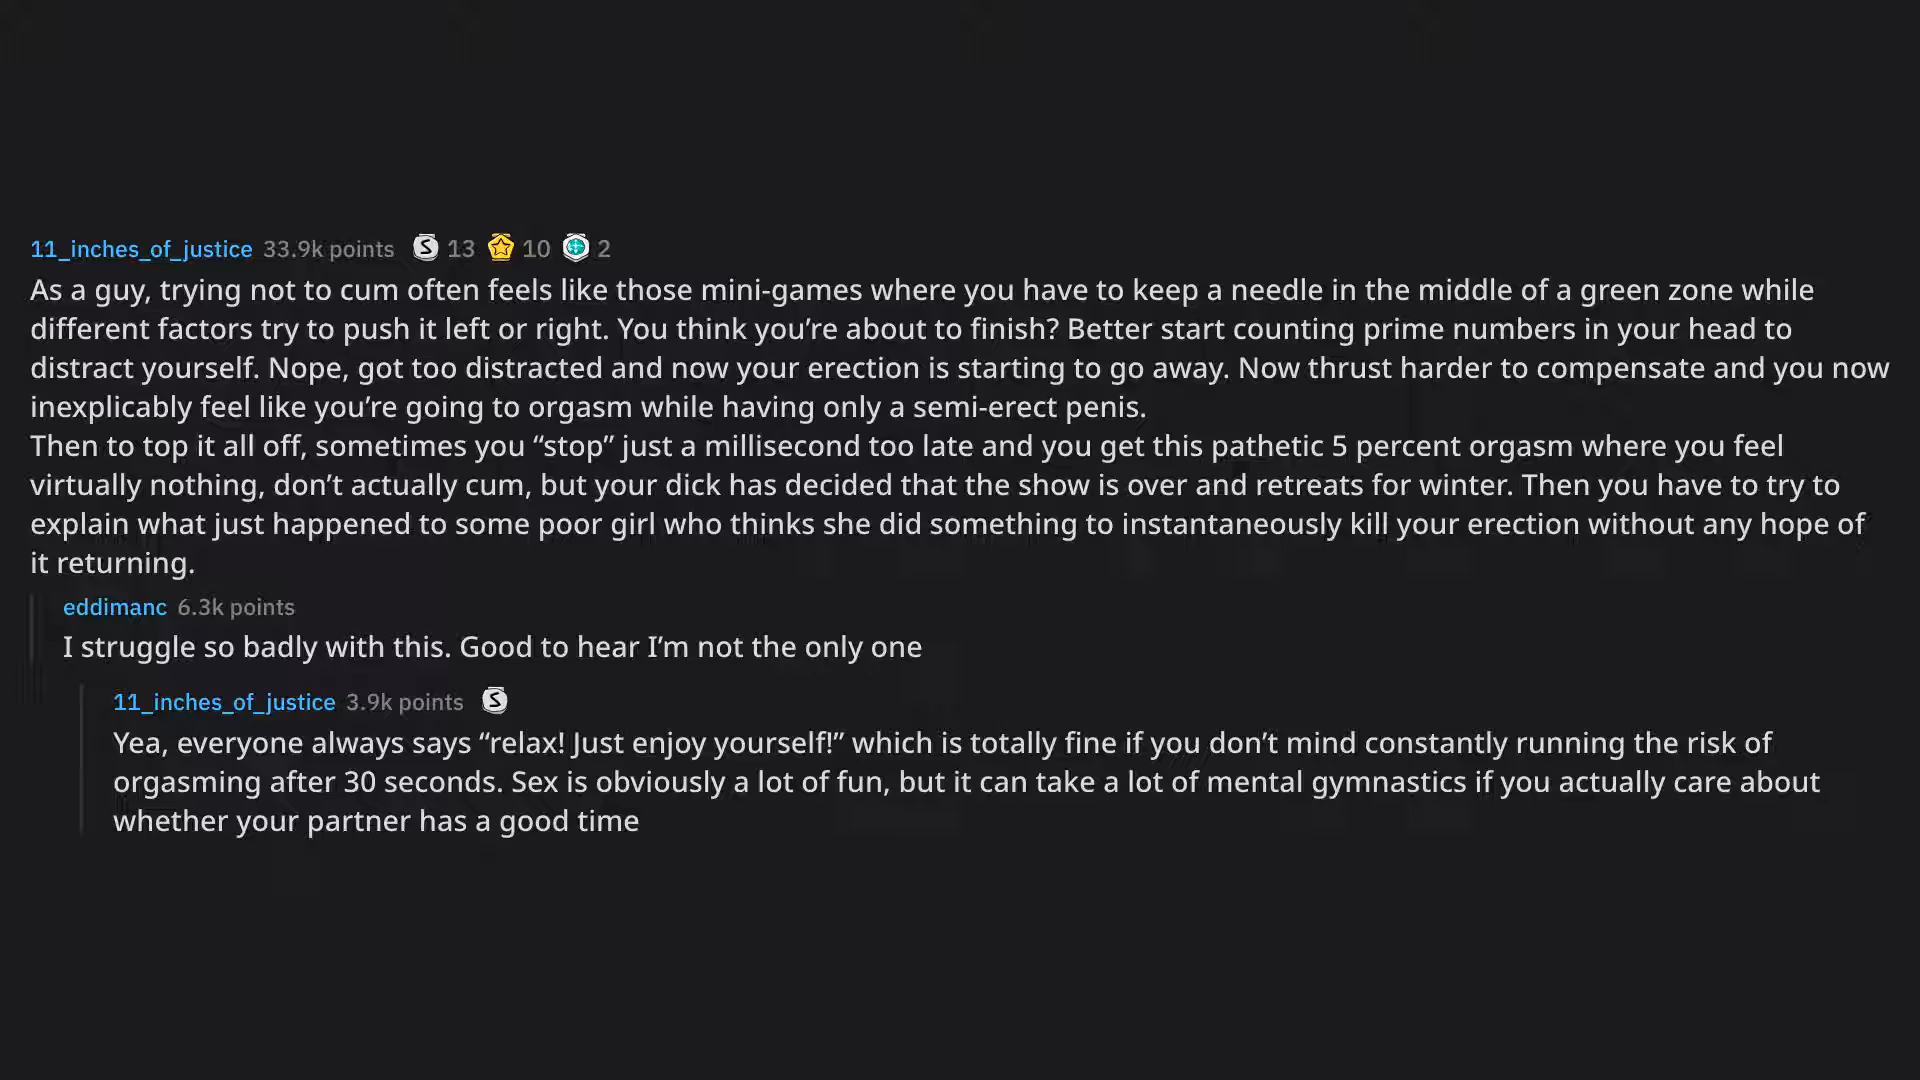 11_inches_of_justice 33.9k points 13 10 2
As a guy, trying not to cum often feels like those mini-games where you have to keep a needle in the middle of a green zone while
different factors try to push it left or right. You think you’re about to finish? Better start counting prime numbers in your head to
distract yourself. Nope, got too distracted and now your erection is starting to go away. Now thrust harder to compensate and you now
inexplicably feel like you’re going to orgasm while having only a semi-erect penis.
Then to top it all off, sometimes you “stop” just a millisecond too late and you get this pathetic 5 percent orgasm where you feel
virtually nothing, don’t actually cum, but your dick has decided that the show is over and retreats for winter. Then you have to try to
explain what just happened to some poor girl who thinks she did something to instantaneously kill your erection without any hope of
it returning.
eddimanc 6.3k points
I struggle so badly with this. Good to hear I’m not the only one
11_inches_of_justice 3.9k points
Yea, everyone always says “relax! Just enjoy yourself!” which is totally fine if you don’t mind constantly running the risk of
orgasming after 30 seconds. Sex is obviously a lot of fun, but it can take a lot of mental gymnastics if you actually care about
whether your partner has a good time